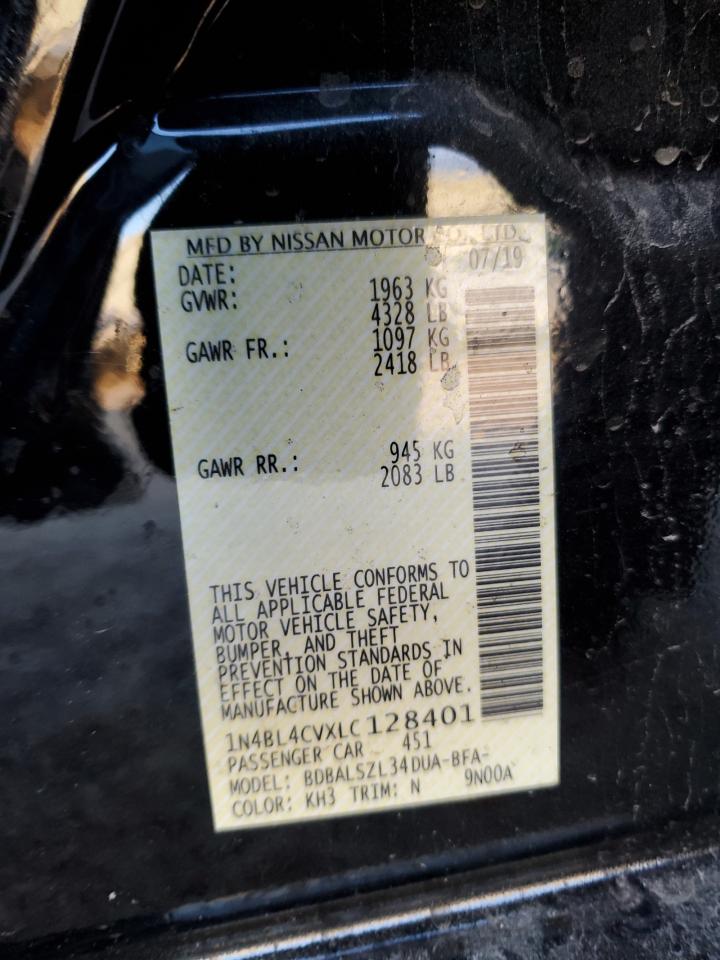 MFD BY NISSAN MOTOR CO., LTD.
DATE: 07/19
GVWR: 1963 KG
4328 LB
GAWR FR.: 1097 KG
2418 LB
GAWR RR.: 945 KG
2083 LB
THIS VEHICLE CONFORMS TO
ALL APPLICABLE FEDERAL
MOTOR VEHICLE SAFETY,
BUMPER, AND THEFT
PREVENTION STANDARDS IN
EFFECT ON THE DATE OF
MANUFACTURE SHOWN ABOVE.
1N4BL4CVXLC128401
PASSENGER CAR 451
MODEL: BDBALSZL34DUA-BFA-
9N00A
COLOR: KH3 TRIM: N